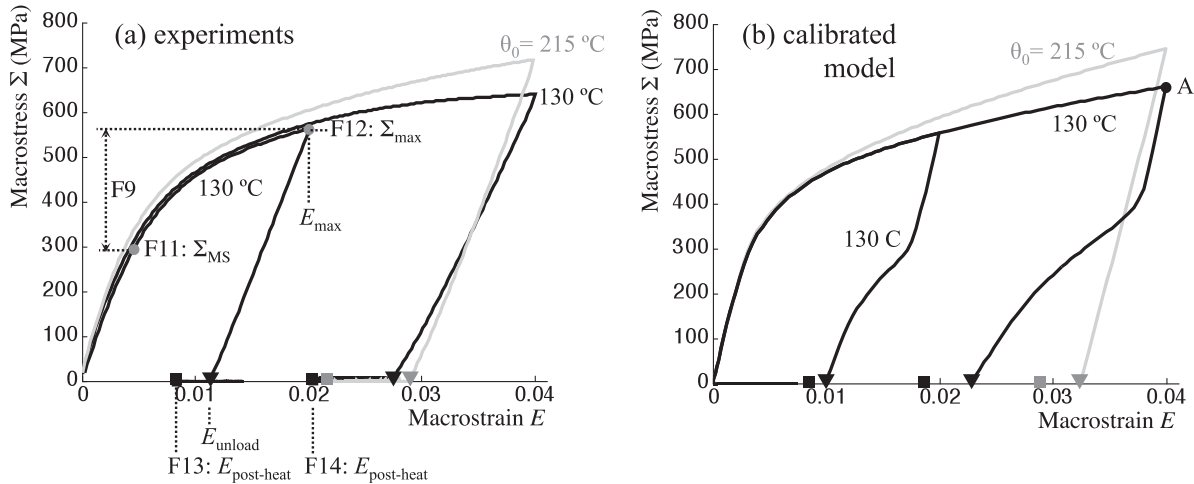 (a) experiments
Macrostress Σ (MPa)
800
700
600
500
400
300
200
100
0
θ₀= 215 ºC
130 ºC
F12: Σmax
F9
130 ºC
Emax
F11: ΣMS
0
0.01
0.02
0.03
0.04
Macrostrain E
Eunload
F13: Epost-heat
F14: Epost-heat
(b) calibrated
model
Macrostress Σ (MPa)
800
700
600
500
400
300
200
100
0
θ₀= 215 ºC
A
130 ºC
130 C
0
0.01
0.02
0.03
0.04
Macrostrain E